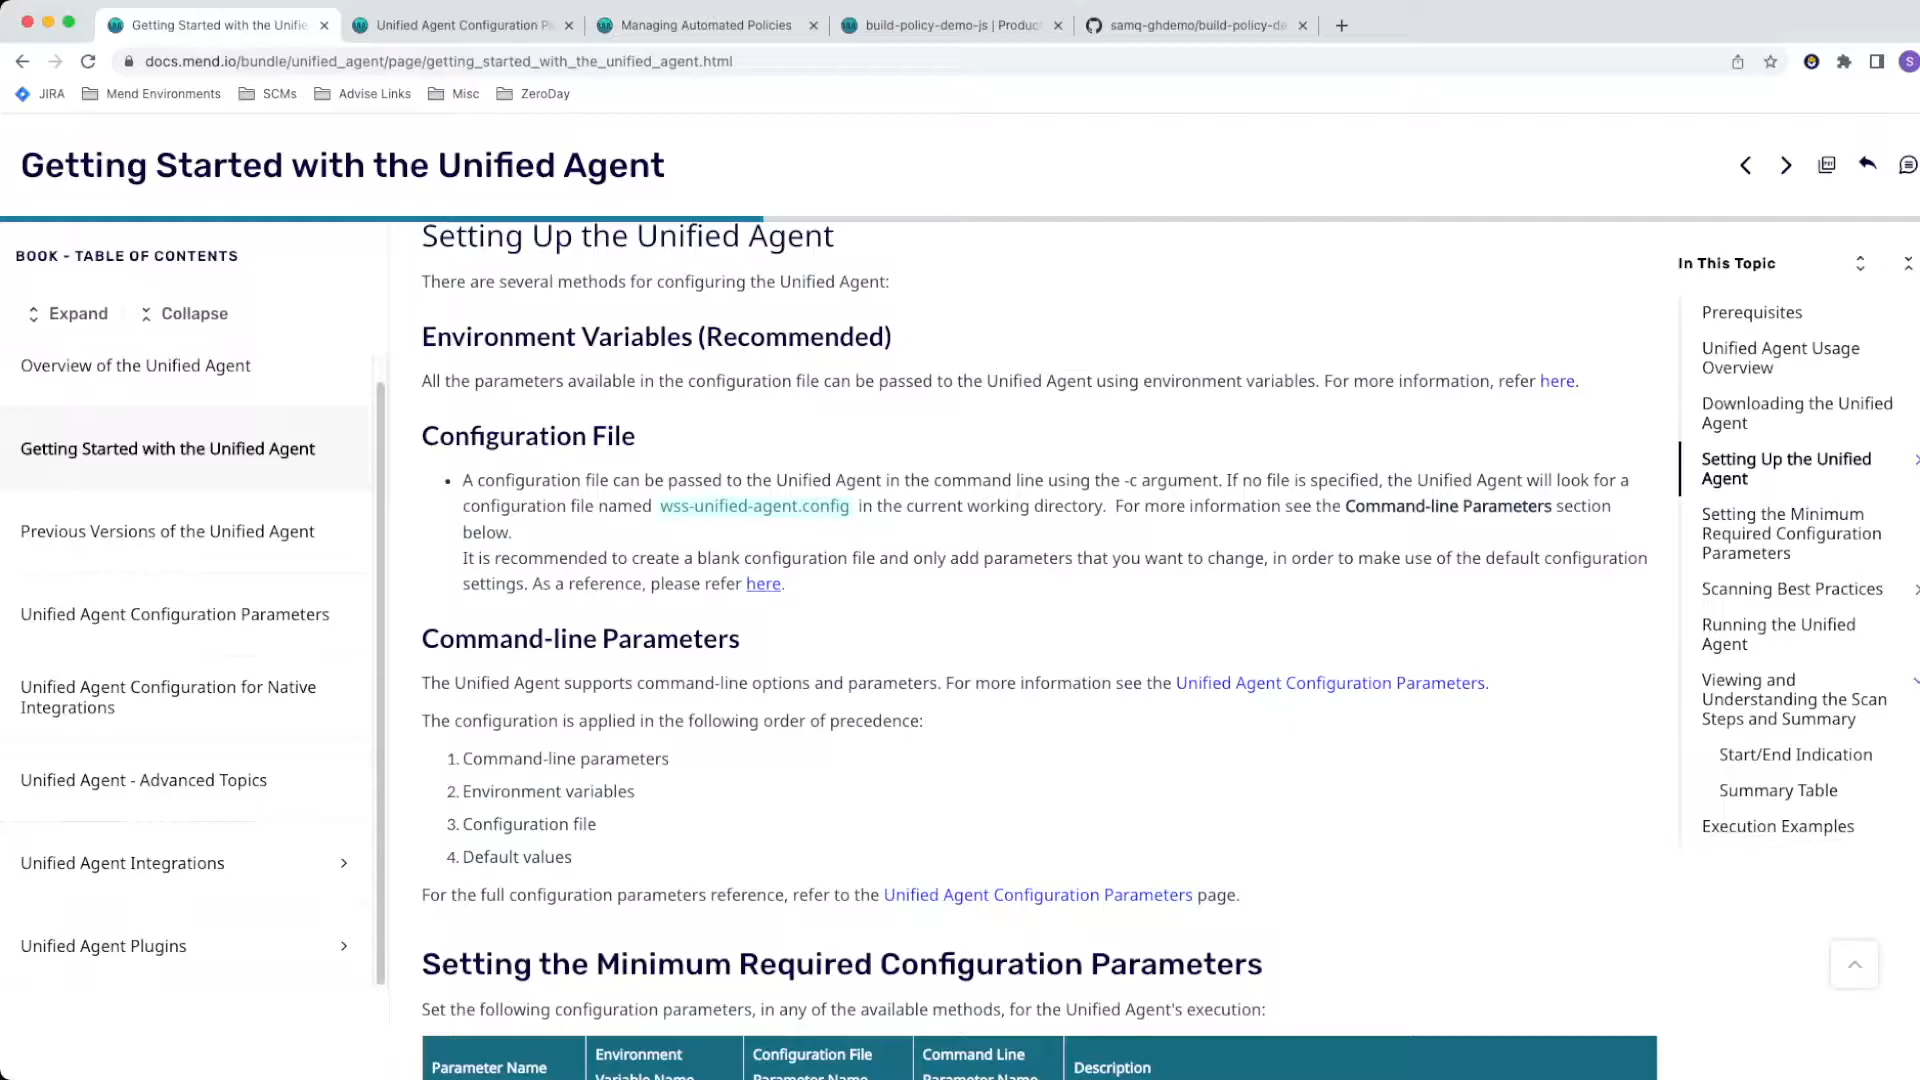 Getting Started with the Unifie
Unified Agent Configuration Pa
Managing Automated Policies
build-policy-demo-js | Product
samq-ghdemo/build-policy-de
docs.mend.io/bundle/unified_agent/page/getting_started_with_the_unified_agent.html
S
JIRA
Mend Environments
SCMs
Advise Links
Misc
ZeroDay
Getting Started with the Unified Agent
BOOK - TABLE OF CONTENTS
Expand
Collapse
Overview of the Unified Agent
Getting Started with the Unified Agent
Previous Versions of the Unified Agent
Unified Agent Configuration Parameters
Unified Agent Configuration for Native
Integrations
Unified Agent - Advanced Topics
Unified Agent Integrations
Unified Agent Plugins
Setting Up the Unified Agent
There are several methods for configuring the Unified Agent:
Environment Variables (Recommended)
All the parameters available in the configuration file can be passed to the Unified Agent using environment variables. For more information, refer here.
Configuration File
• A configuration file can be passed to the Unified Agent in the command line using the -c argument. If no file is specified, the Unified Agent will look for a
configuration file named wss-unified-agent.config in the current working directory. For more information see the Command-line Parameters section
below.
It is recommended to create a blank configuration file and only add parameters that you want to change, in order to make use of the default configuration
settings. As a reference, please refer here.
Command-line Parameters
The Unified Agent supports command-line options and parameters. For more information see the Unified Agent Configuration Parameters.
The configuration is applied in the following order of precedence:
1. Command-line parameters
2. Environment variables
3. Configuration file
4. Default values
For the full configuration parameters reference, refer to the Unified Agent Configuration Parameters page.
Setting the Minimum Required Configuration Parameters
Set the following configuration parameters, in any of the available methods, for the Unified Agent's execution:
Parameter Name
Environment
Variable Name
Configuration File
Parameter Name
Command Line
Parameter Name
Description
In This Topic
Prerequisites
Unified Agent Usage
Overview
Downloading the Unified
Agent
Setting Up the Unified
Agent
Setting the Minimum
Required Configuration
Parameters
Scanning Best Practices
Running the Unified
Agent
Viewing and
Understanding the Scan
Steps and Summary
Start/End Indication
Summary Table
Execution Examples